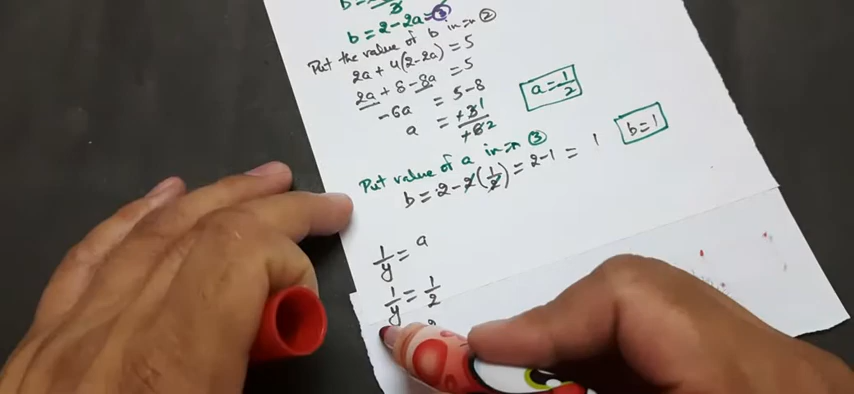 b = 2 - 2a = ③
Put the value of b in =n ②
2a + 4(2-2a) = 5
2a + 8 - 8a = 5
-6a = 5-8
a = +3 1 / +6 2
a = 1/2
Put value of a in =n ③
b = 2 - 2(1/2) = 2-1 = 1
b = 1
1/y = a
1/y = 1/2